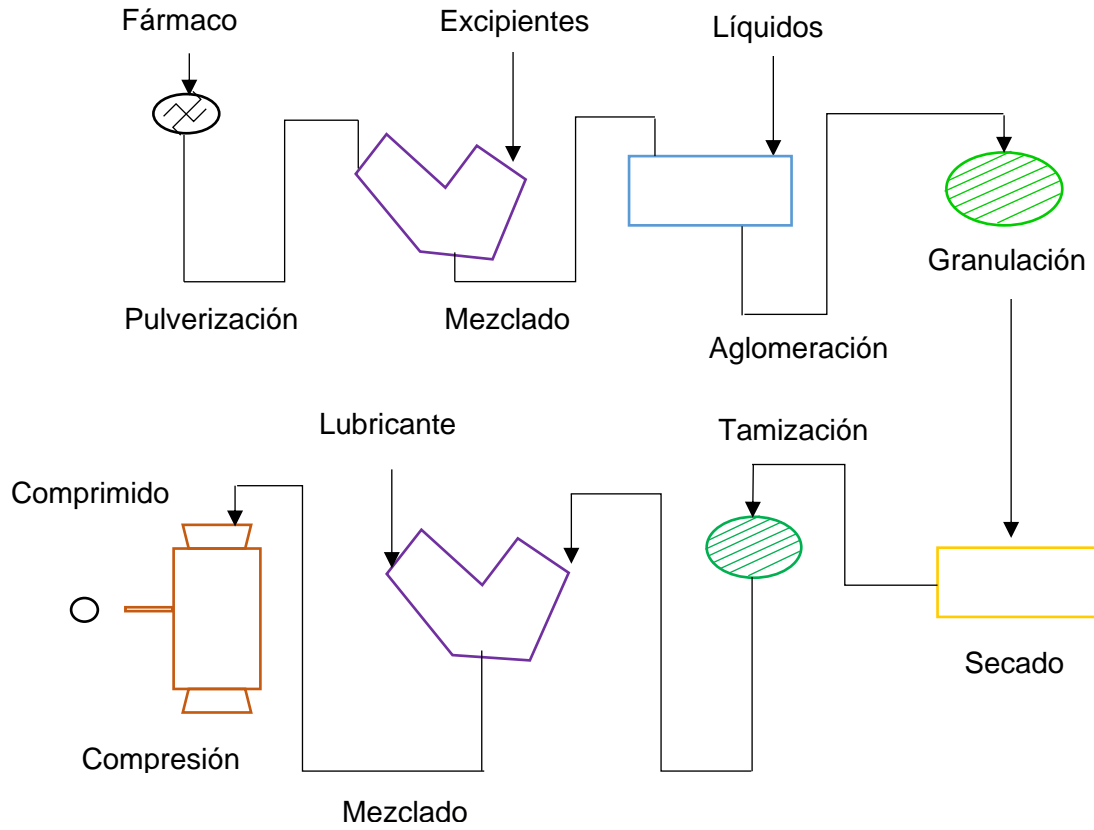 Fármaco
Excipientes
Líquidos
Pulverización
Mezclado
Aglomeración
Granulación
Lubricante
Tamización
Comprimido
Secado
Compresión
Mezclado